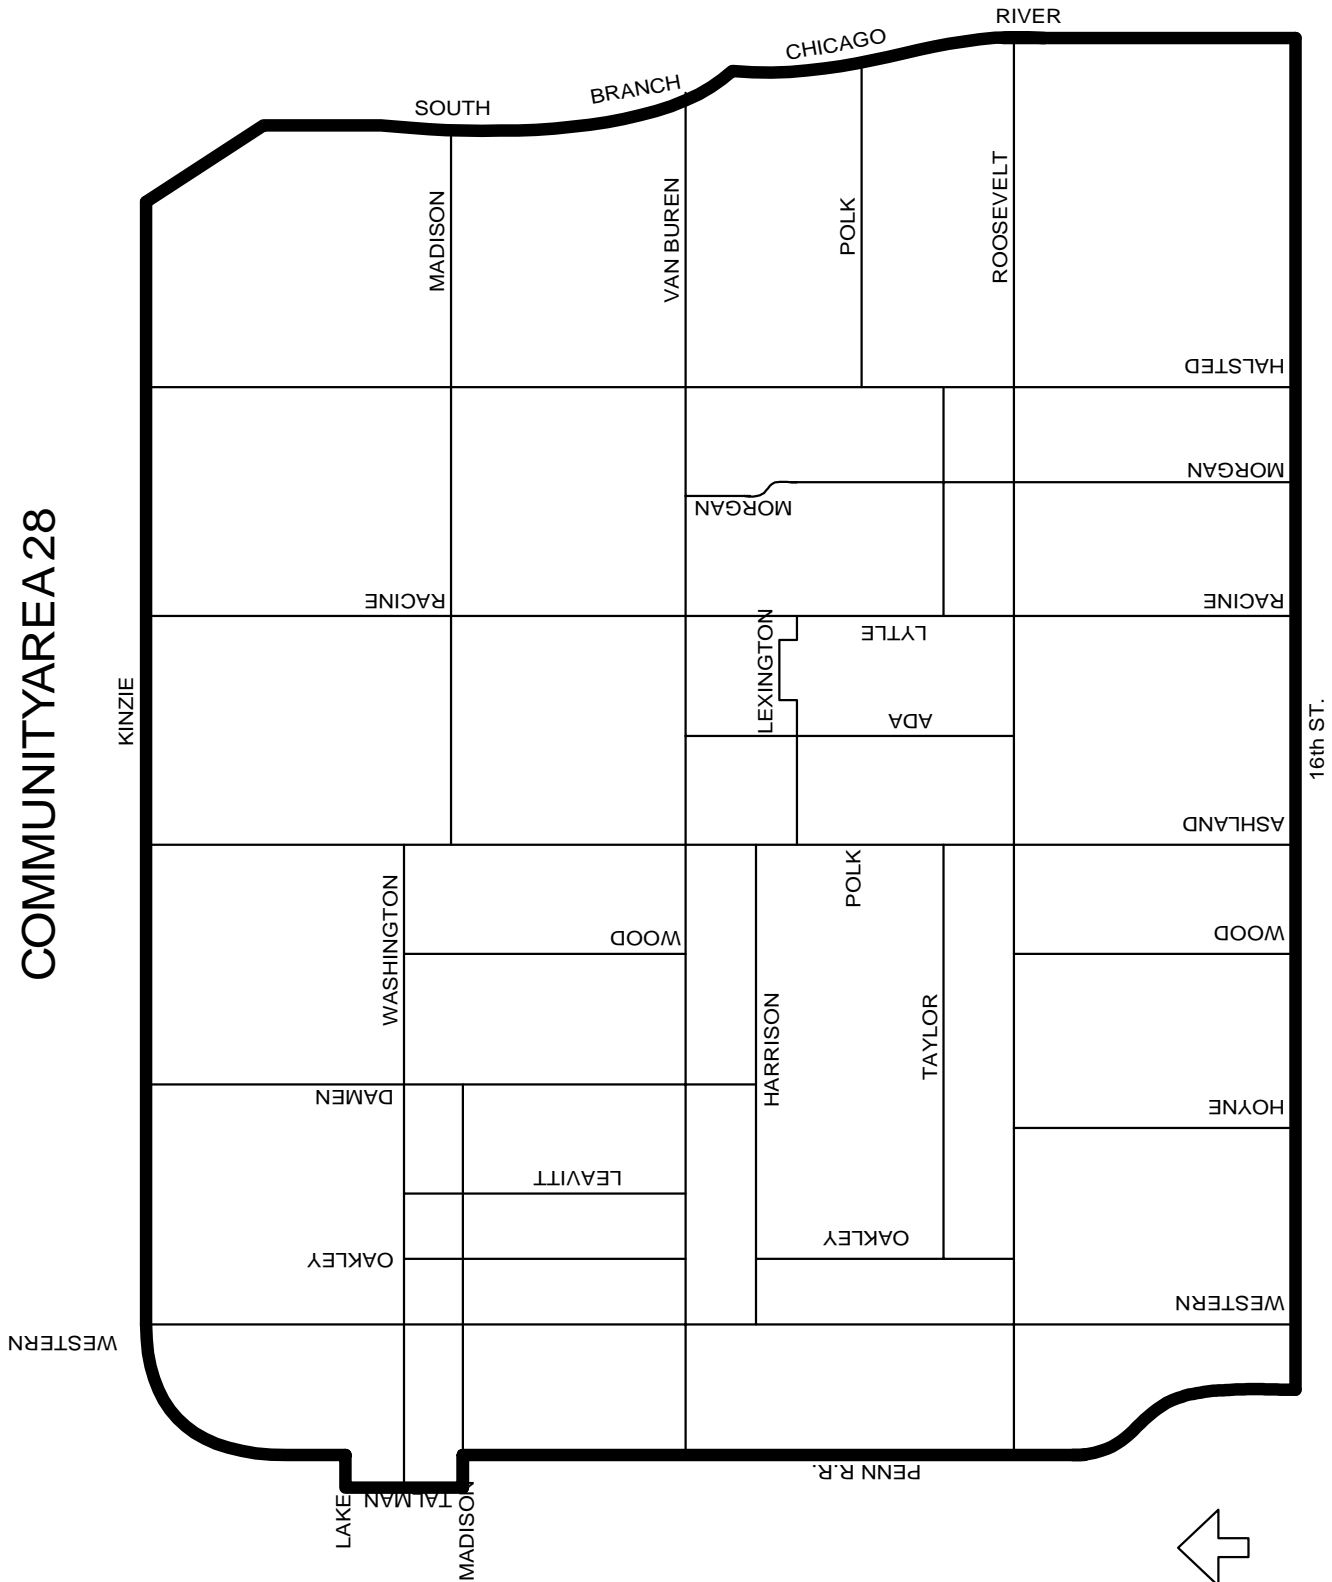 COMMUNITYAREA 28
RIVER
CHICAGO
BRANCH
SOUTH
MADISON
VAN BUREN
POLK
ROOSEVELT
HALSTED
MORGAN
MORGAN
RACINE
RACINE
LEXINGTON
LYTLE
KINZIE
ADA
16th ST.
ASHLAND
POLK
WASHINGTON
WOOD
WOOD
HARRISON
TAYLOR
DAMEN
HOYNE
LEAVITT
OAKLEY
OAKLEY
WESTERN
WESTERN
PENN R.R.
LAKE
TALMAN
MADISON